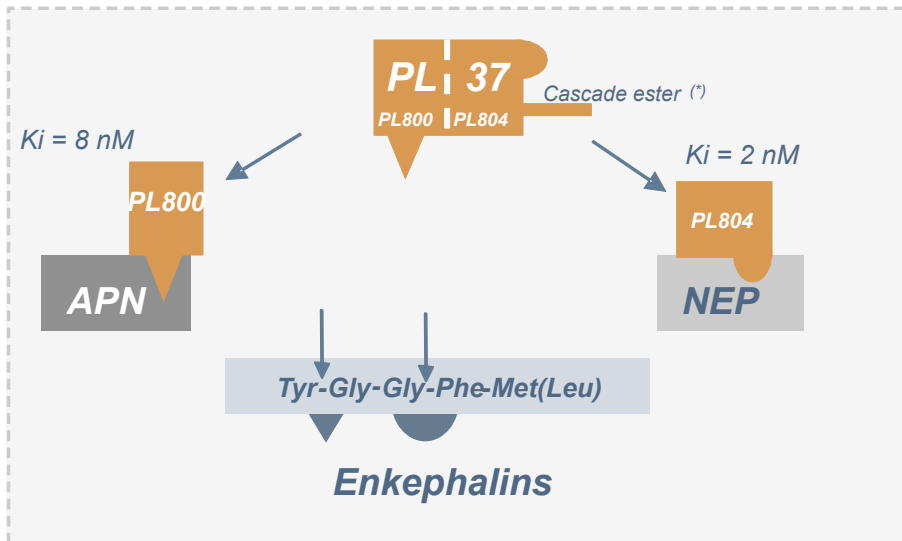 PL 37
PL800 PL804
Cascade ester (*)
Ki = 8 nM
Ki = 2 nM
PL800
PL804
APN
NEP
Tyr-Gly-Gly-Phe-Met(Leu)
Enkephalins